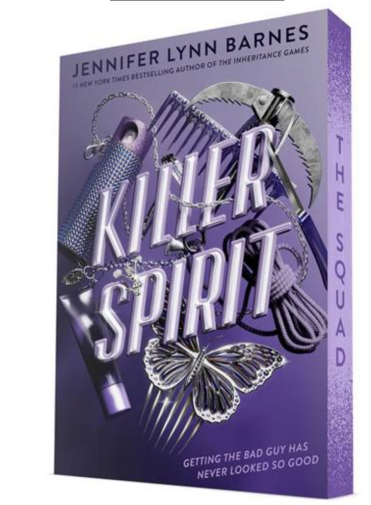 JENNIFER LYNN BARNES
#1 NEW YORK TIMES BESTSELLING AUTHOR OF THE INHERITANCE GAMES
KILLER
SPIRIT
GETTING THE BAD GUY HAS
NEVER LOOKED SO GOOD
THE SQUAD